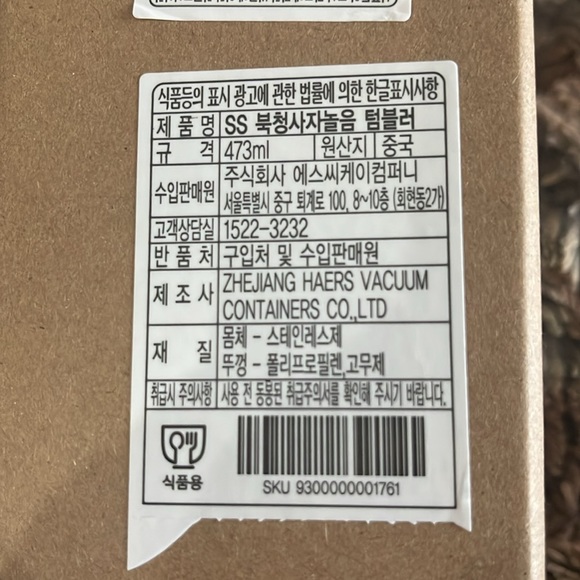 식품등의 표시 광고에 관한 법률에 의한 한글표시사항
제 품 명 SS 북청사자놀음 텀블러
규 격 473ml 원산지 중국
수입판매원 주식회사 에스씨케이컴퍼니
서울특별시 중구 퇴계로 100, 8~10층 (회현동2가)
고객상담실 1522-3232
반 품 처 구입처 및 수입판매원
제 조 사 ZHEJIANG HAERS VACUUM
CONTAINERS CO.,LTD
재 질 몸체 - 스테인레스제
뚜껑 - 폴리프로필렌,고무제
취급시 주의사항 사용 전 동봉된 취급주의서를 확인해 주시기 바랍니다.
식품용
SKU 9300000001761